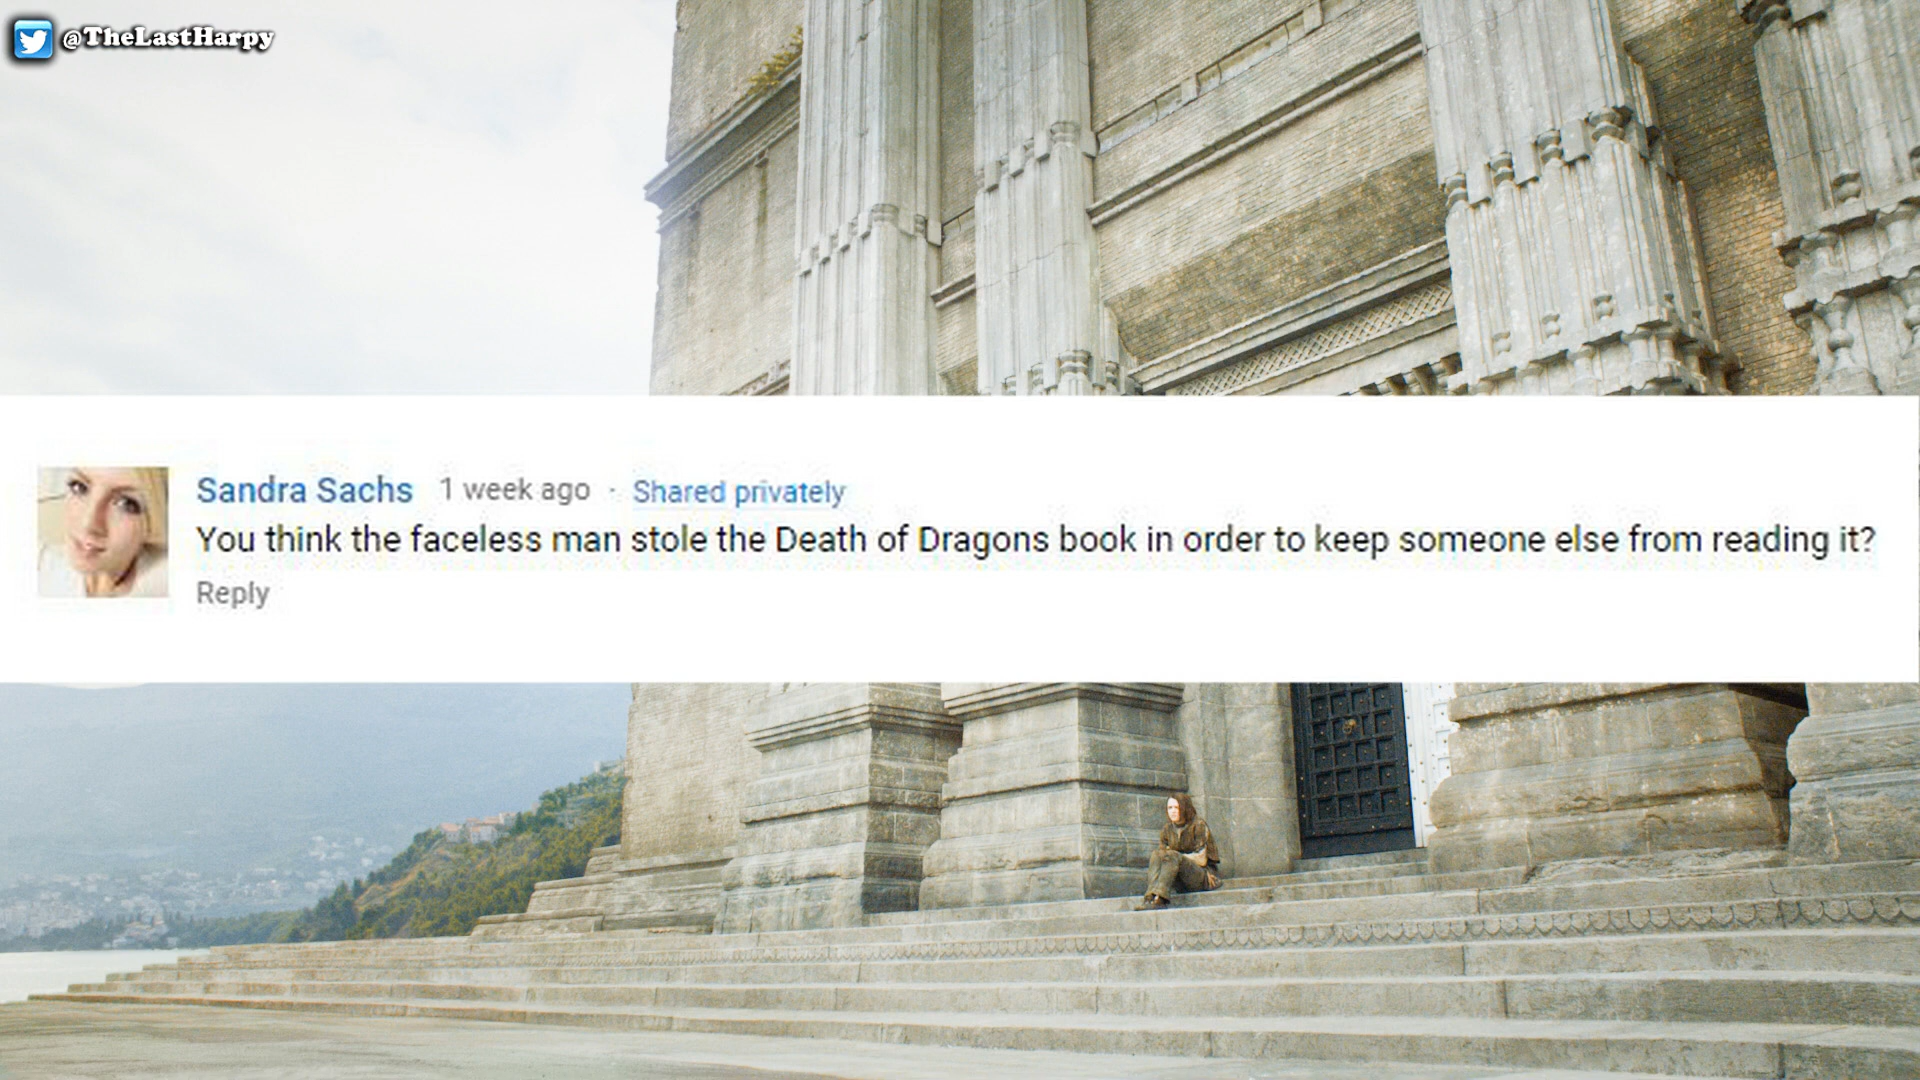 @TheLastHarpy
Sandra Sachs 1 week ago · Shared privately
You think the faceless man stole the Death of Dragons book in order to keep someone else from reading it?
Reply